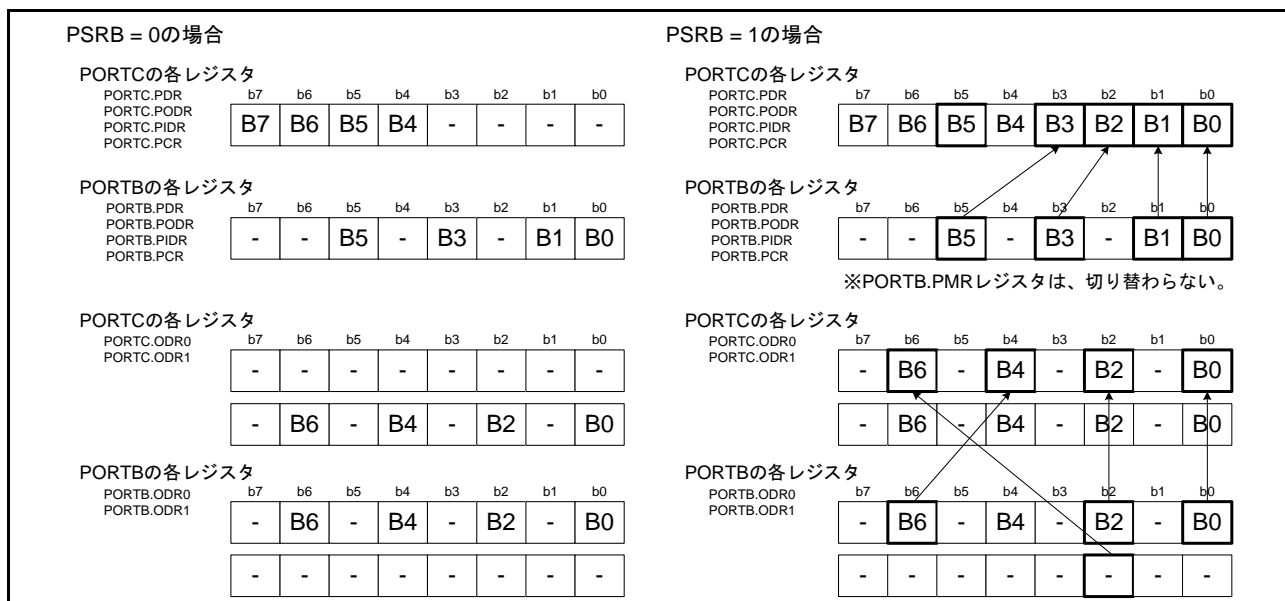 PSRB = 0の場合
PORTCの各レジスタ
PORTC.PDR
PORTC.PODR
PORTC.PIDR
PORTC.PCR
b7 b6 b5 b4 b3 b2 b1 b0
B7 B6 B5 B4 - - - -
PORTBの各レジスタ
PORTB.PDR
PORTB.PODR
PORTB.PIDR
PORTB.PCR
b7 b6 b5 b4 b3 b2 b1 b0
- - B5 - B3 - B1 B0
PORTCの各レジスタ
PORTC.ODR0
PORTC.ODR1
b7 b6 b5 b4 b3 b2 b1 b0
- - - - - - - -
- B6 - B4 - B2 - B0
PORTBの各レジスタ
PORTB.ODR0
PORTB.ODR1
b7 b6 b5 b4 b3 b2 b1 b0
- B6 - B4 - B2 - B0
- - - - - - - -
PSRB = 1の場合
PORTCの各レジスタ
PORTC.PDR
PORTC.PODR
PORTC.PIDR
PORTC.PCR
b7 b6 b5 b4 b3 b2 b1 b0
B7 B6 B5 B4 B3 B2 B1 B0
PORTBの各レジスタ
PORTB.PDR
PORTB.PODR
PORTB.PIDR
PORTB.PCR
b7 b6 b5 b4 b3 b2 b1 b0
- - B5 - B3 - B1 B0
※PORTB.PMRレジスタは、切り替わらない。
PORTCの各レジスタ
PORTC.ODR0
PORTC.ODR1
b7 b6 b5 b4 b3 b2 b1 b0
- B6 - B4 - B2 - B0
- B6 - B4 - B2 - B0
PORTBの各レジスタ
PORTB.ODR0
PORTB.ODR1
b7 b6 b5 b4 b3 b2 b1 b0
- B6 - B4 - B2 - B0
- - - - - - - -